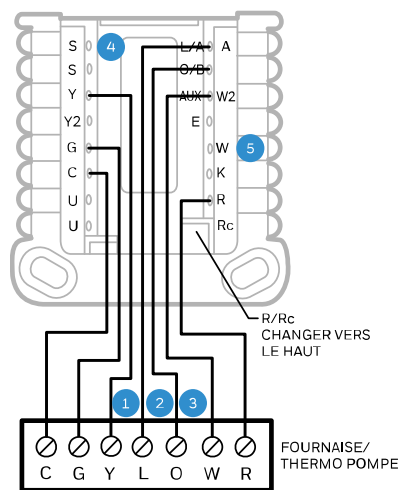 S 4 L/A A
S O/B
Y AUX W2
Y2 E
G W 5
C K
U R
U Rc
R/Rc
CHANGER VERS
LE HAUT
1 2 3
C G Y L O W R
FOURNAISE/
THERMO POMPE